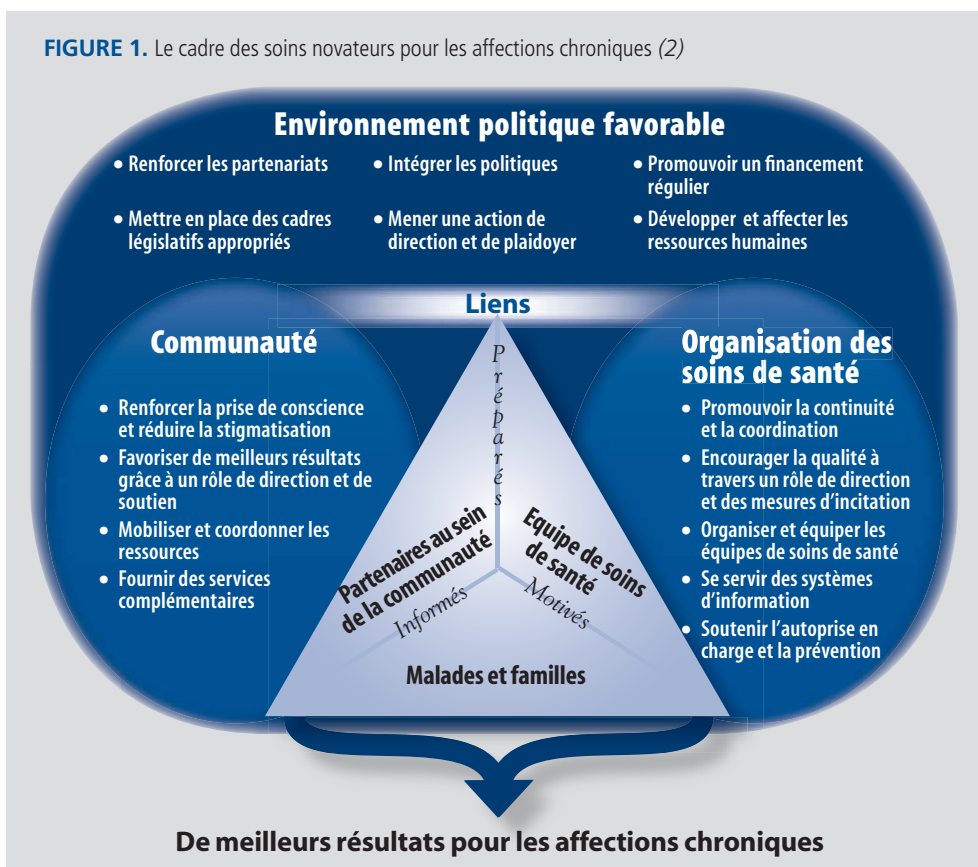 FIGURE 1. Le cadre des soins novateurs pour les affections chroniques (2)
Environnement politique favorable
• Renforcer les partenariats
• Mettre en place des cadres
législatifs appropriés
• Intégrer les politiques
• Mener une action de
direction et de plaidoyer
• Promouvoir un financement
régulier
• Développer et affecter les
ressources humaines
Liens
Communauté
• Renforcer la prise de conscience
et réduire la stigmatisation
• Favoriser de meilleurs résultats
grâce à un rôle de direction et de
soutien
• Mobiliser et coordonner les
ressources
• Fournir des services
complémentaires
Préparés
Partenaires au sein
de la communauté
Informés
Equipe de soins
de santé
Motivés
Malades et familles
Organisation des
soins de santé
• Promouvoir la continuité
et la coordination
• Encourager la qualité à
travers un rôle de direction
et des mesures d'incitation
• Organiser et équiper les
équipes de soins de santé
• Se servir des systèmes
d'information
• Soutenir l'autoprise en
charge et la prévention
De meilleurs résultats pour les affections chroniques